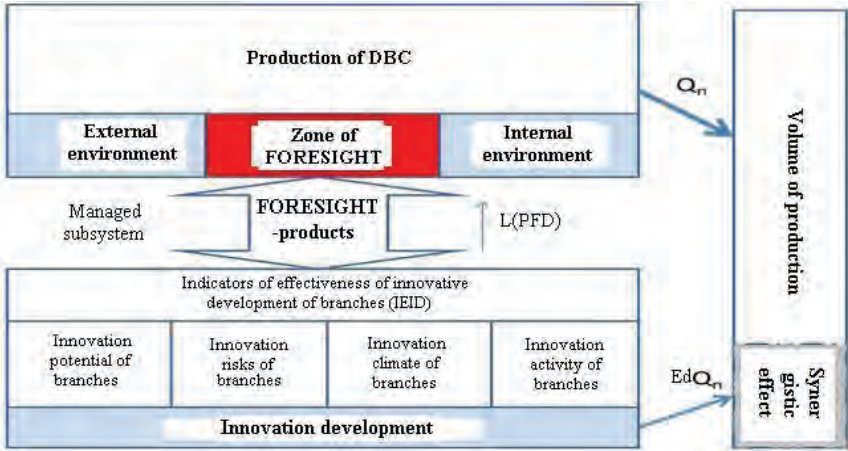 Production of DBC
External
environment
Zone of
FORESIGHT
Internal
environment
Q_n
Managed
subsystem
FORESIGHT
-products
L(PFD)
Indicators of effectiveness of innovative
development of branches (IEID)
Innovation
potential of
branches
Innovation
risks of
branches
Innovation
climate of
branches
Innovation
activity of
branches
Innovation development
EdQ_n
Volume of production
Syner
gistic
effect